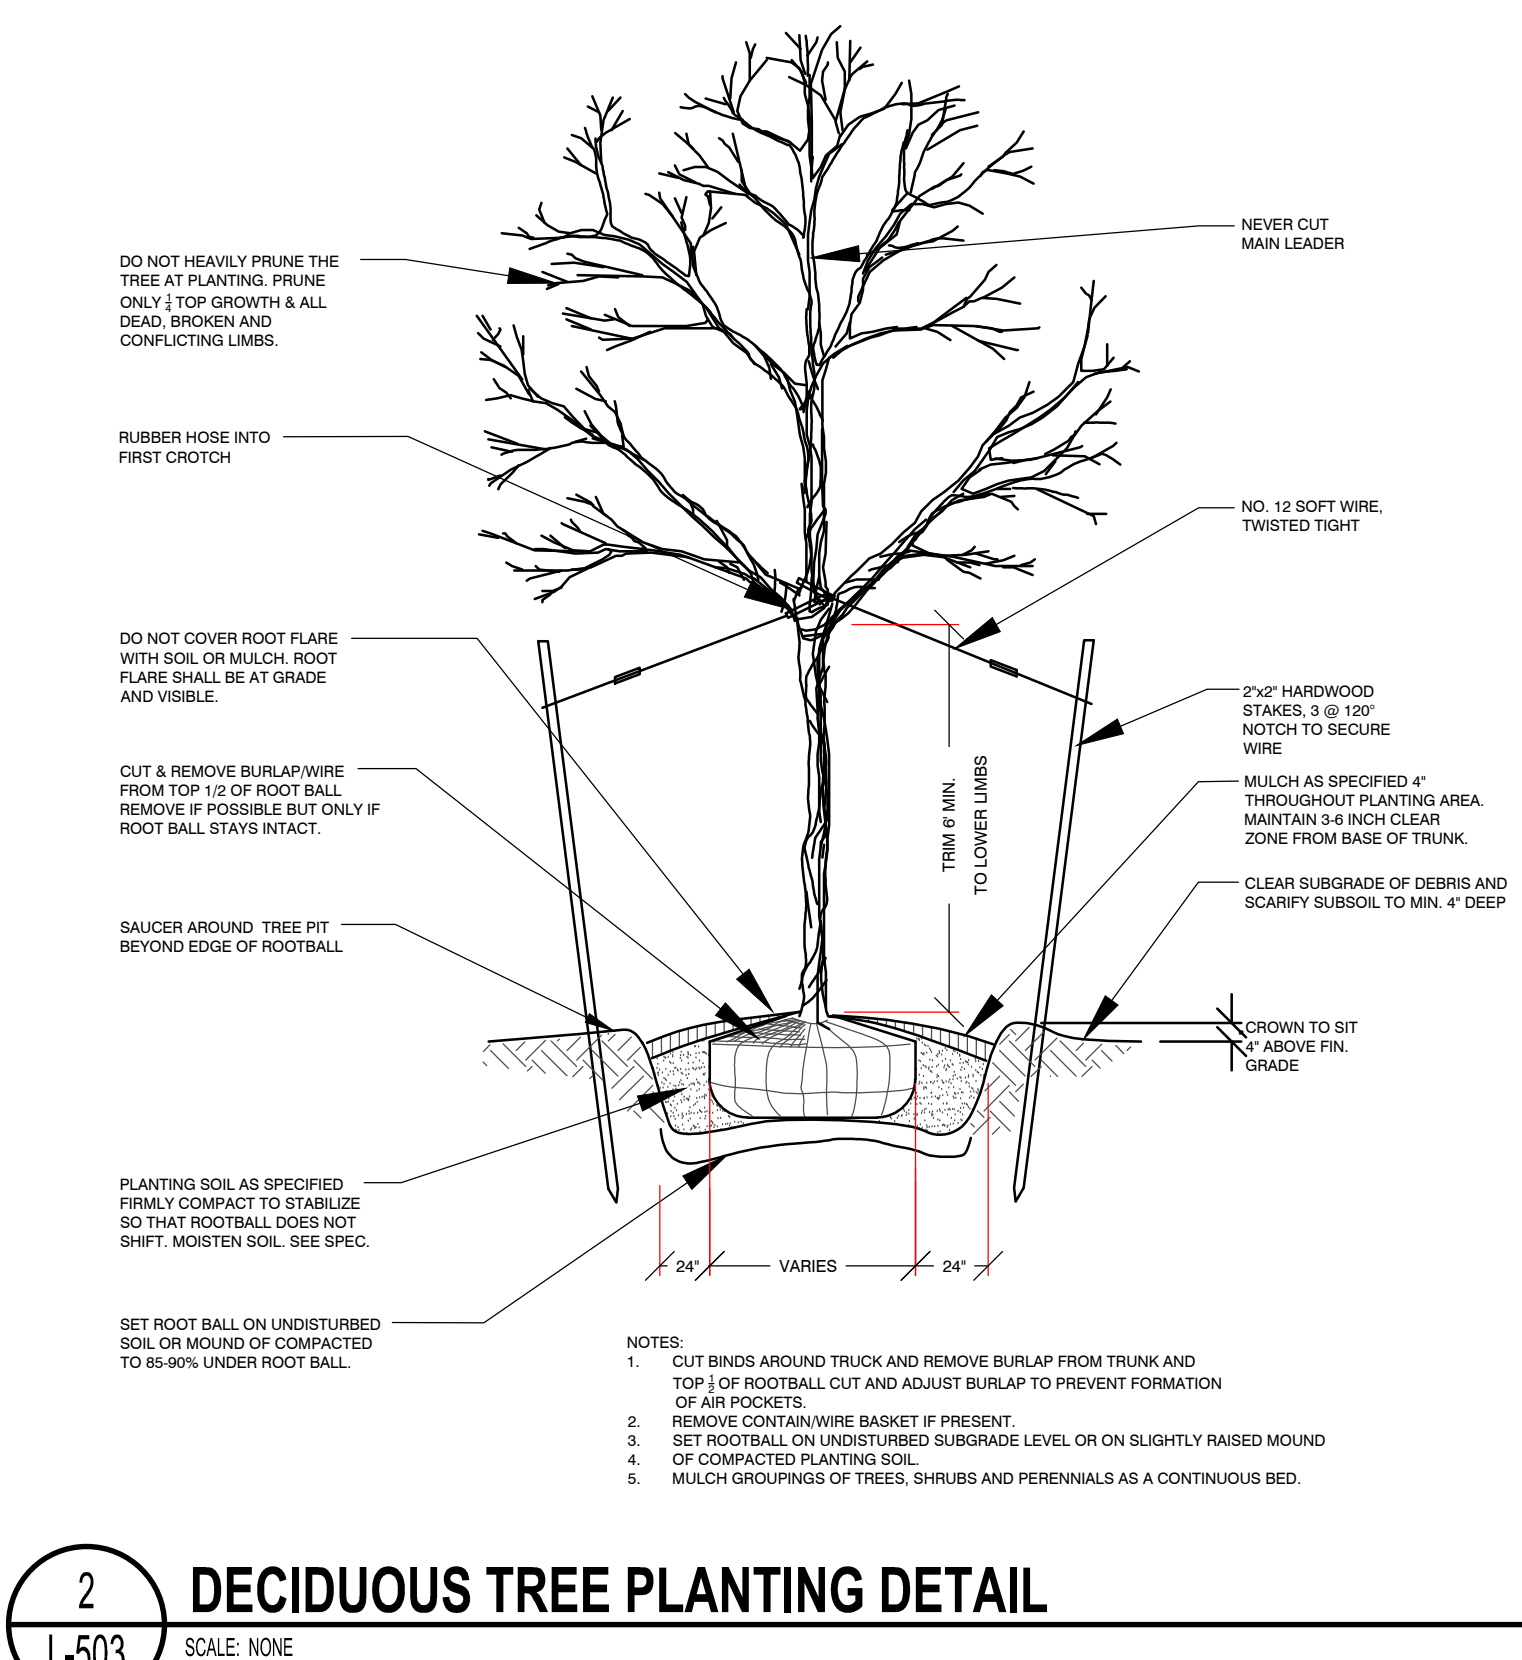 NEVER CUT
MAIN LEADER
DO NOT HEAVILY PRUNE THE
TREE AT PLANTING. PRUNE
ONLY 1/4 TOP GROWTH & ALL
DEAD, BROKEN AND
CONFLICTING LIMBS.
RUBBER HOSE INTO
FIRST CROTCH
NO. 12 SOFT WIRE,
TWISTED TIGHT
DO NOT COVER ROOT FLARE
WITH SOIL OR MULCH. ROOT
FLARE SHALL BE AT GRADE
AND VISIBLE.
2"x2" HARDWOOD
STAKES, 3 @ 120°
NOTCH TO SECURE
WIRE
CUT & REMOVE BURLAP/WIRE
FROM TOP 1/2 OF ROOT BALL
REMOVE IF POSSIBLE BUT ONLY IF
ROOT BALL STAYS INTACT.
TRIM 6' MIN.
TO LOWER LIMBS
MULCH AS SPECIFIED 4"
THROUGHOUT PLANTING AREA.
MAINTAIN 3-6 INCH CLEAR
ZONE FROM BASE OF TRUNK.
CLEAR SUBGRADE OF DEBRIS AND
SCARIFY SUBSOIL TO MIN. 4" DEEP
SAUCER AROUND TREE PIT
BEYOND EDGE OF ROOTBALL
CROWN TO SIT
4" ABOVE FIN.
GRADE
PLANTING SOIL AS SPECIFIED
FIRMLY COMPACT TO STABILIZE
SO THAT ROOTBALL DOES NOT
SHIFT. MOISTEN SOIL. SEE SPEC.
24" VARIES 24"
SET ROOT BALL ON UNDISTURBED
SOIL OR MOUND OF COMPACTED
TO 85-90% UNDER ROOT BALL.
NOTES:
1. CUT BINDS AROUND TRUCK AND REMOVE BURLAP FROM TRUNK AND
TOP 1/2 OF ROOTBALL CUT AND ADJUST BURLAP TO PREVENT FORMATION
OF AIR POCKETS.
2. REMOVE CONTAIN/WIRE BASKET IF PRESENT.
3. SET ROOTBALL ON UNDISTURBED SUBGRADE LEVEL OR ON SLIGHTLY RAISED MOUND
4. OF COMPACTED PLANTING SOIL.
5. MULCH GROUPINGS OF TREES, SHRUBS AND PERENNIALS AS A CONTINUOUS BED.
2
DECIDUOUS TREE PLANTING DETAIL
L-503
SCALE: NONE